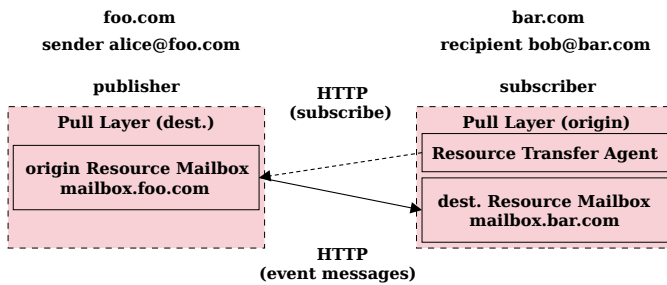 foo.com
sender alice@foo.com
publisher
bar.com
recipient bob@bar.com
subscriber
HTTP
(subscribe)
Pull Layer (dest.)
origin Resource Mailbox
mailbox.foo.com
Pull Layer (origin)
Resource Transfer Agent
dest. Resource Mailbox
mailbox.bar.com
HTTP
(event messages)